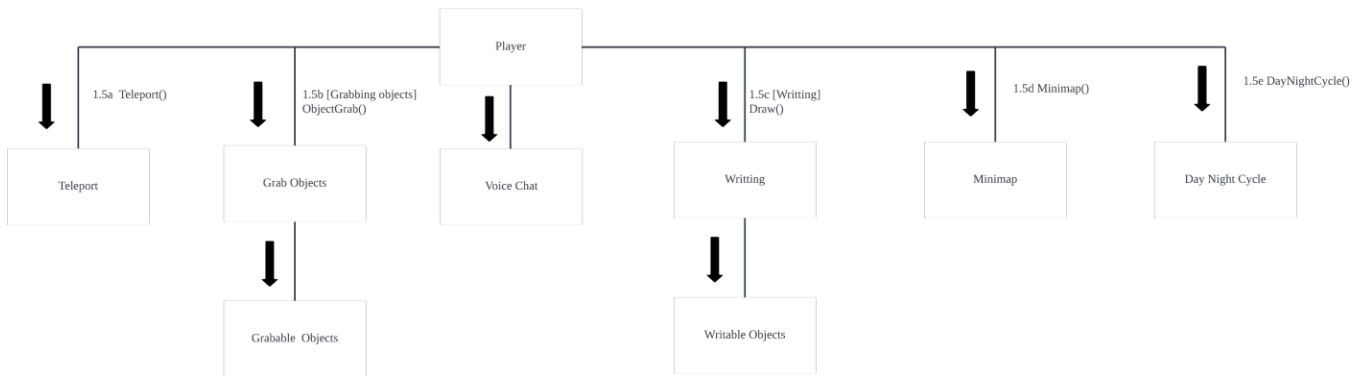 Player
1.5a Teleport()
1.5b [Grabbing objects]
ObjectGrab()
1.5c [Writting]
Draw()
1.5d Minimap()
1.5e DayNightCycle()
Teleport
Grab Objects
Voice Chat
Writting
Minimap
Day Night Cycle
Grabable Objects
Writable Objects